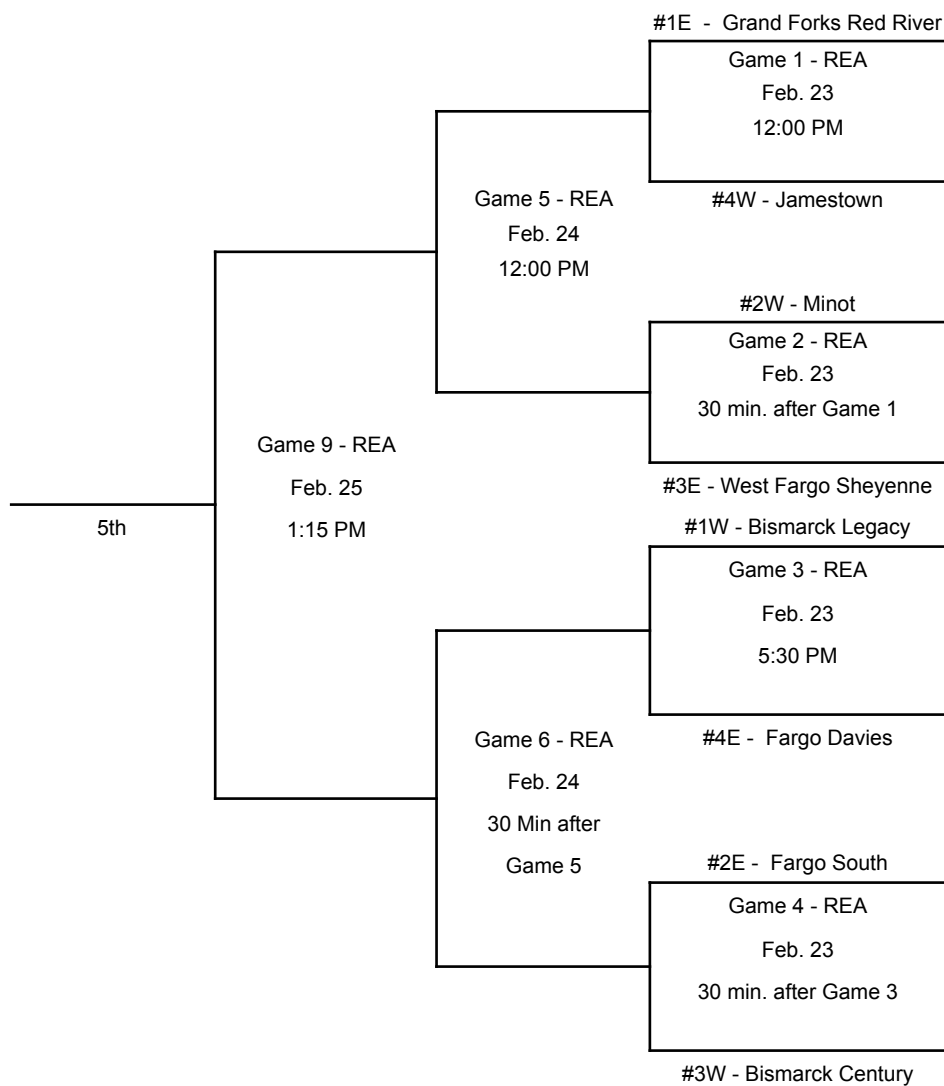 #1E  -  Grand Forks Red River
Game 1 - REA
Feb. 23
12:00 PM
#4W - Jamestown
Game 5 - REA
Feb. 24
12:00 PM
#2W - Minot
Game 2 - REA
Feb. 23
30 min. after Game 1
#3E - West Fargo Sheyenne
Game 9 - REA
Feb. 25
1:15 PM
5th
#1W - Bismarck Legacy
Game 3 - REA
Feb. 23
5:30 PM
#4E -  Fargo Davies
Game 6 - REA
Feb. 24
30 Min after
Game 5
#2E -  Fargo South
Game 4 - REA
Feb. 23
30 min. after Game 3
#3W - Bismarck Century